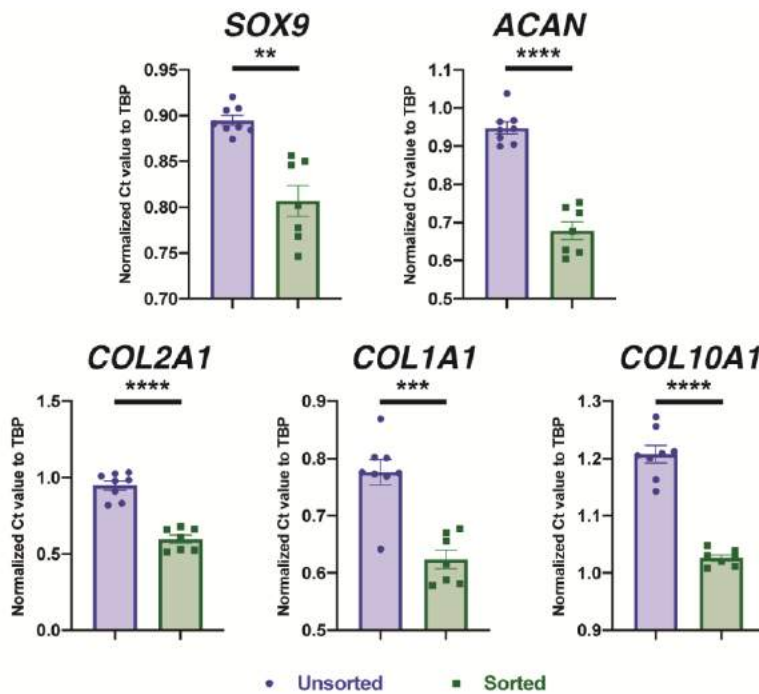 SOX9
**
Normalized Ct value to TBP
0.95
0.90
0.85
0.80
0.75
0.70
ACAN
****
Normalized Ct value to TBP
1.1
1.0
0.9
0.8
0.7
0.6
0.5
COL2A1
****
Normalized Ct value to TBP
1.5
1.0
0.5
0.0
COL1A1
***
Normalized Ct value to TBP
0.9
0.8
0.7
0.6
0.5
COL10A1
****
Normalized Ct value to TBP
1.3
1.2
1.1
1.0
0.9
Unsorted Sorted